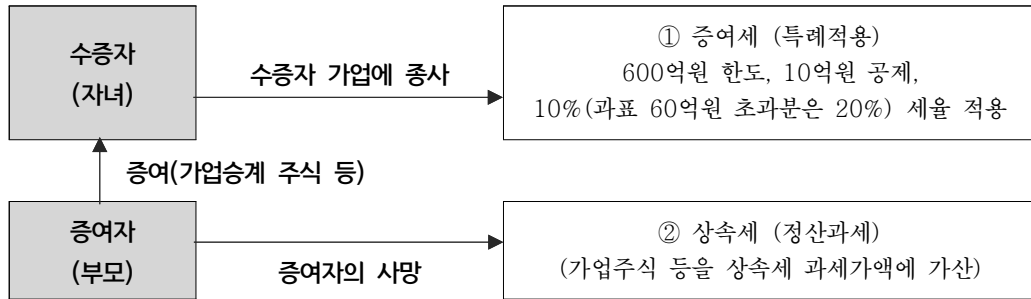 수증자
(자녀)
수증자 가업에 종사
① 증여세 (특례적용)
600억원 한도, 10억원 공제,
10%(과표 60억원 초과분은 20%) 세율 적용
증여(가업승계 주식 등)
증여자
(부모)
증여자의 사망
② 상속세 (정산과세)
(가업주식 등을 상속세 과세가액에 가산)